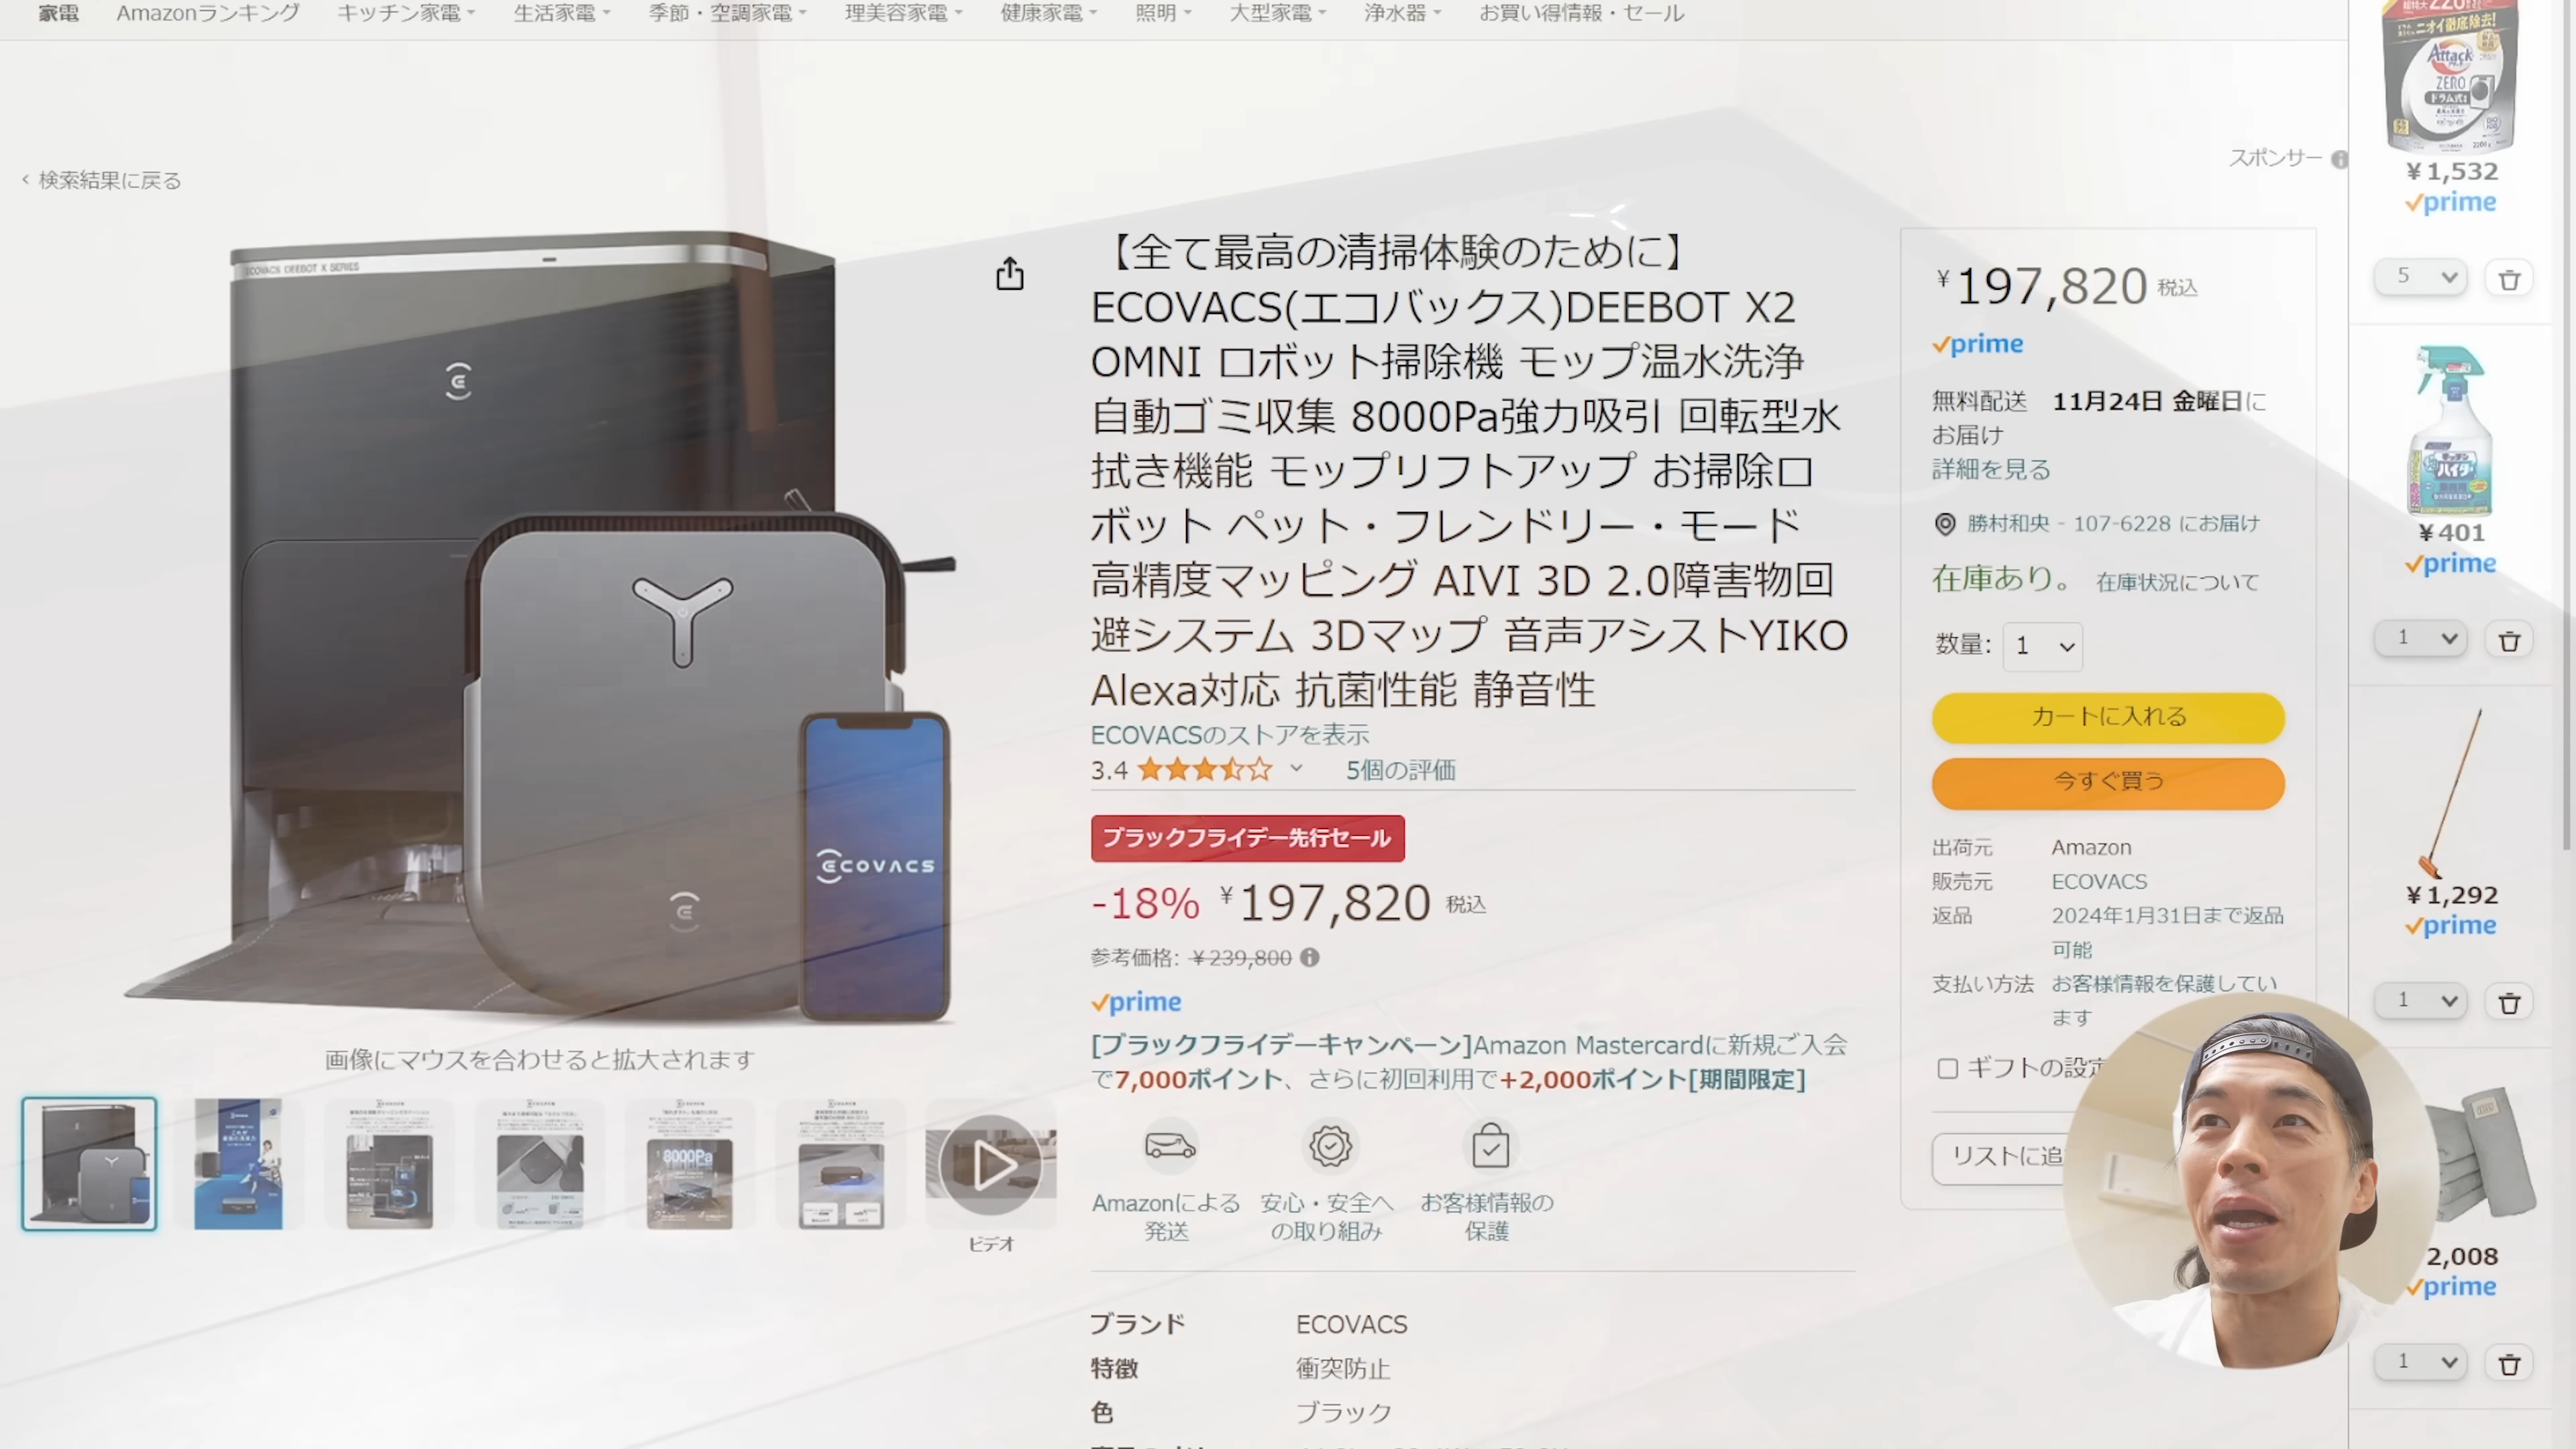 家電 Amazonランキング キッチン家電 生活家電 季節・空調家電 理美容家電 健康家電 照明 大型家電 浄水器 お買い得情報・セール
スポンサー
検索結果に戻る
ECOVACS DEEBOT X SERIES
ECOVACS
画像にマウスを合わせると拡大されます
8000Pa
ビデオ
【全て最高の清掃体験のために】
ECOVACS(エコバックス)DEEBOT X2
OMNI ロボット掃除機 モップ温水洗浄
自動ゴミ収集 8000Pa強力吸引 回転型水
拭き機能 モップリフトアップ お掃除ロ
ボット ペット・フレンドリー・モード
高精度マッピング AIVI 3D 2.0障害物回
避システム 3Dマップ 音声アシストYIKO
Alexa対応 抗菌性能 静音性
ECOVACSのストアを表示
3.4 5個の評価
ブラックフライデー先行セール
-18% ¥197,820 税込
参考価格: ¥239,800
prime
[ブラックフライデーキャンペーン]Amazon Mastercardに新規ご入会
で7,000ポイント、さらに初回利用で+2,000ポイント[期間限定]
Amazonによる
発送
安心・安全へ
の取り組み
お客様情報の
保護
ブランド ECOVACS
特徴 衝突防止
色 ブラック
¥197,820 税込
prime
無料配送 11月24日 金曜日に
お届け
詳細を見る
勝村和央 - 107-6228 にお届け
在庫あり。 在庫状況について
数量: 1
カートに入れる
今すぐ買う
出荷元 Amazon
販売元 ECOVACS
返品 2024年1月31日まで返品
可能
支払い方法 お客様情報を保護してい
ます
ギフトの設定
リストに追
ニオイ徹底除去!
Attack
ZERO
ドラム式
¥1,532
prime
5
キッチン
ハイター
¥401
prime
1
¥1,292
prime
1
2,008
prime
1